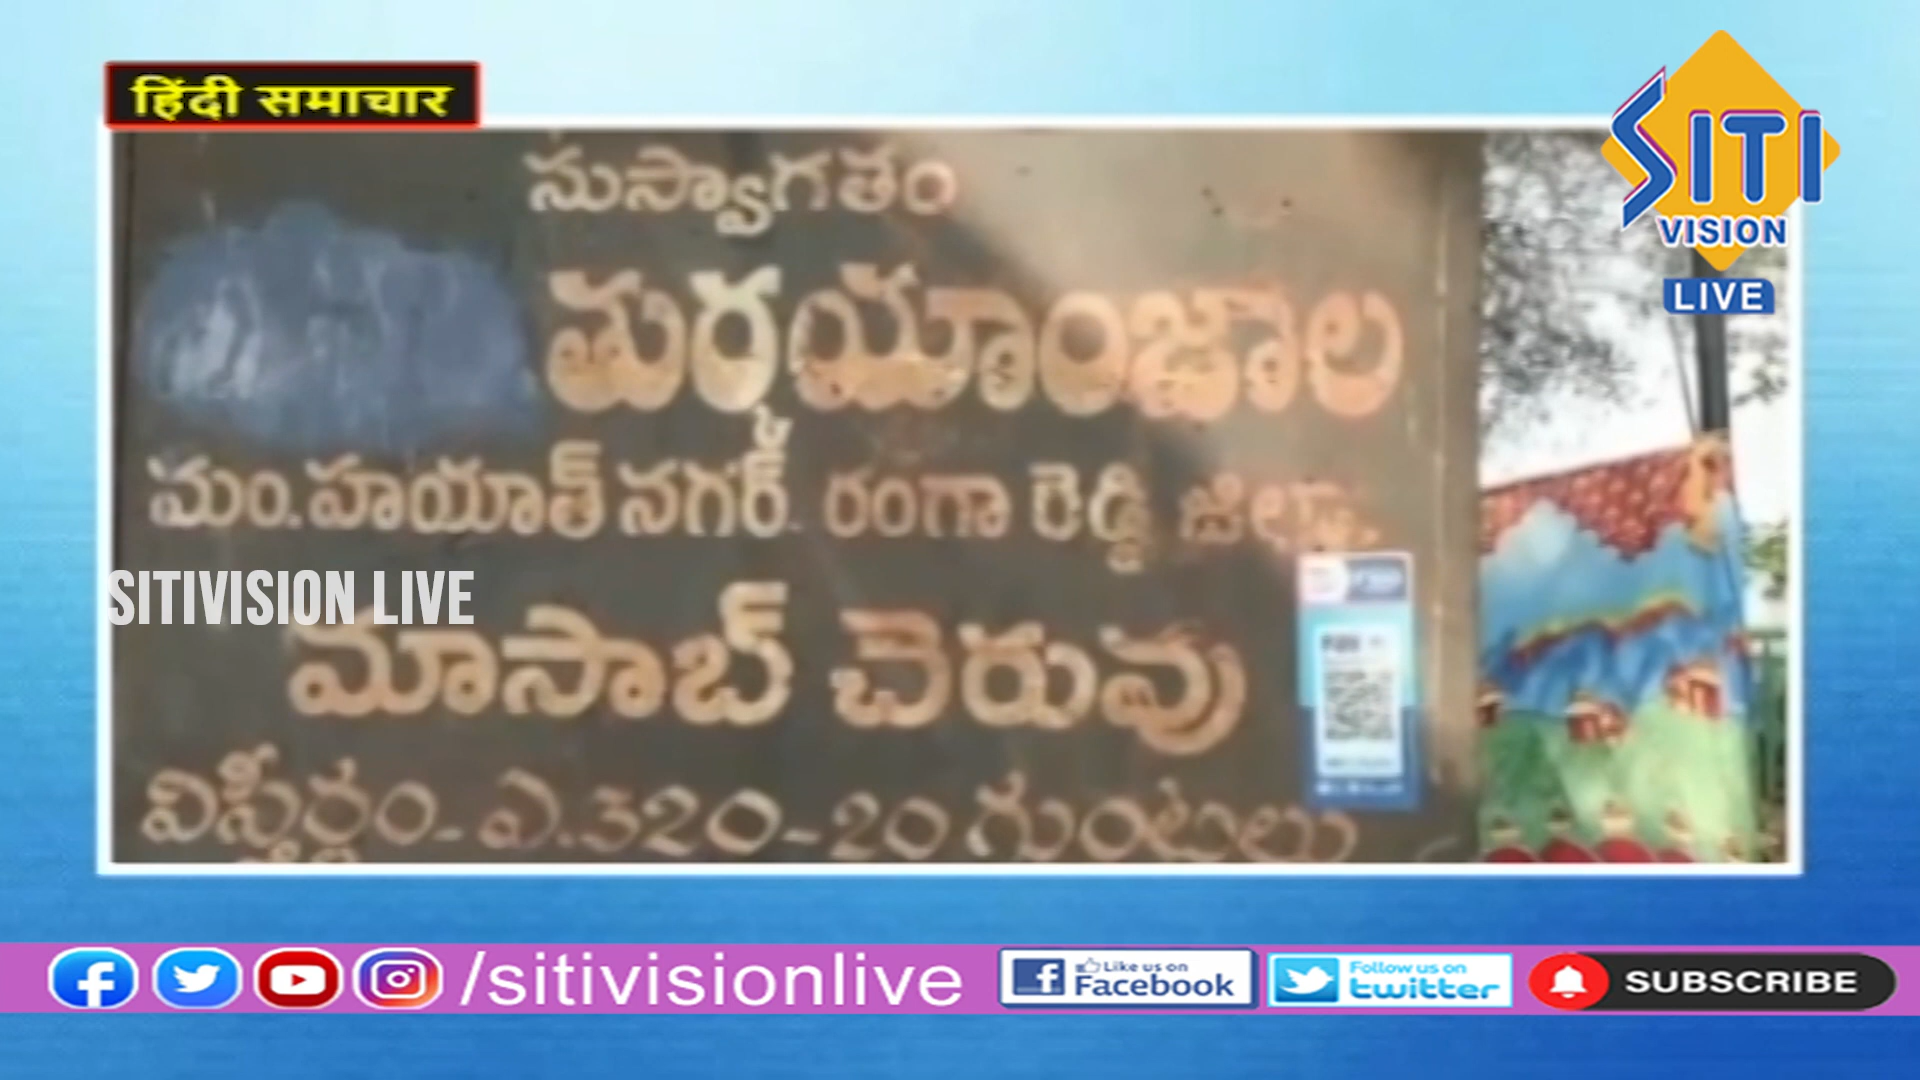 हिंदी समाचार
SITI
VISION
LIVE
సుస్వాగతం
తుర్కయాంజాల
మం.హయాత్ నగర్ రంగా రెడ్డి జిల్లా.
SITIVISION LIVE
మాసాబ్ చెరువు
విస్తీర్ణం-ఎ.320-20 గుంటలు
/sitivisionlive
Like us on
Facebook
Follow us on
twitter
SUBSCRIBE